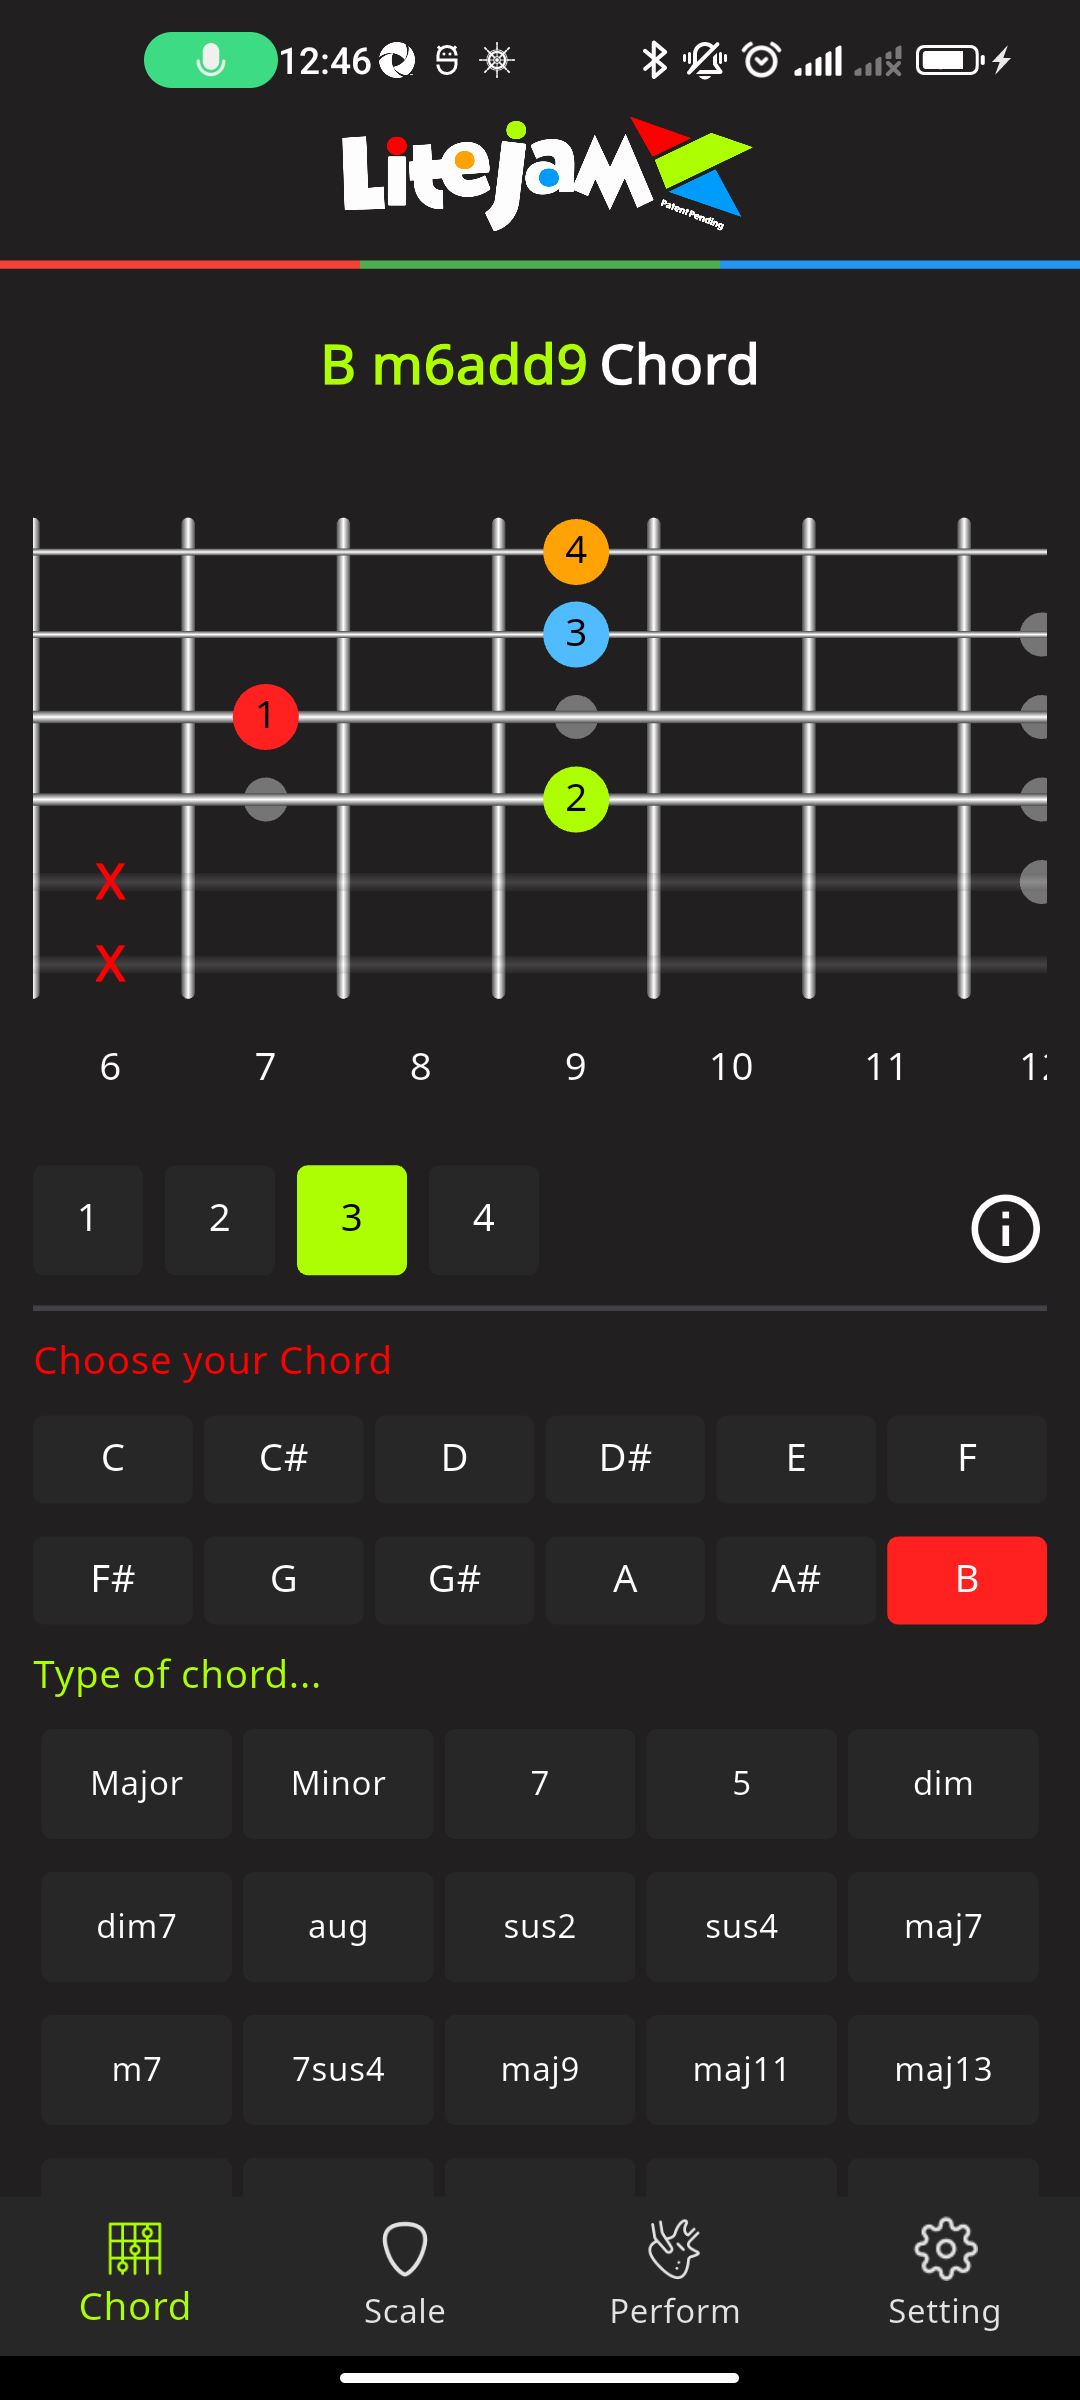 12:46
LiteJam
Patent Pending
B m6add9 Chord
4
3
1
2
X
X
6 7 8 9 10 11 12
1 2 3 4
Choose your Chord
C C# D D# E F
F# G G# A A# B
Type of chord...
Major Minor 7 5 dim
dim7 aug sus2 sus4 maj7
m7 7sus4 maj9 maj11 maj13
Chord Scale Perform Setting